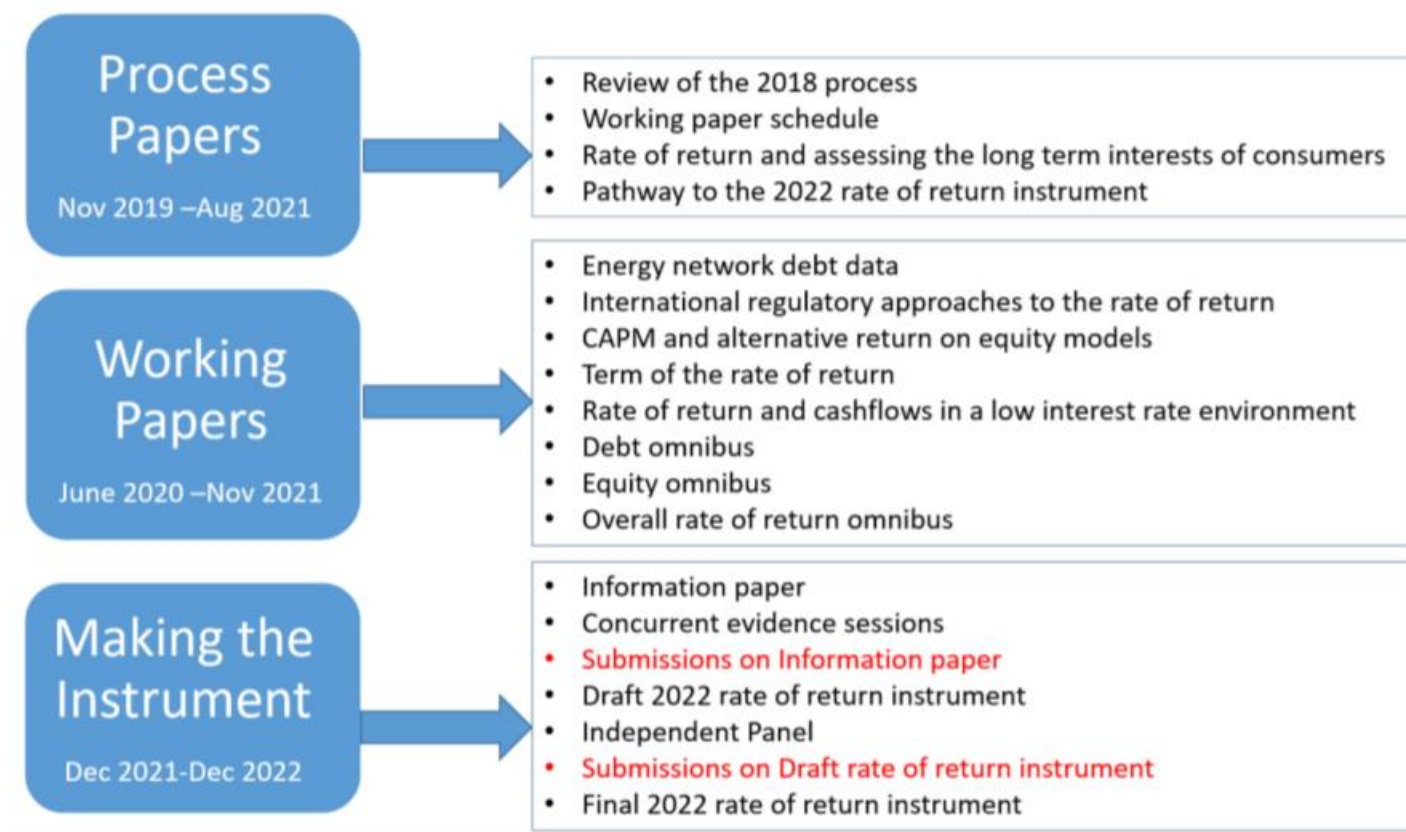 Process
Papers
Nov 2019 –Aug 2021
• Review of the 2018 process
• Working paper schedule
• Rate of return and assessing the long term interests of consumers
• Pathway to the 2022 rate of return instrument
Working
Papers
June 2020 –Nov 2021
• Energy network debt data
• International regulatory approaches to the rate of return
• CAPM and alternative return on equity models
• Term of the rate of return
• Rate of return and cashflows in a low interest rate environment
• Debt omnibus
• Equity omnibus
• Overall rate of return omnibus
Making the
Instrument
Dec 2021-Dec 2022
• Information paper
• Concurrent evidence sessions
• Submissions on Information paper
• Draft 2022 rate of return instrument
• Independent Panel
• Submissions on Draft rate of return instrument
• Final 2022 rate of return instrument